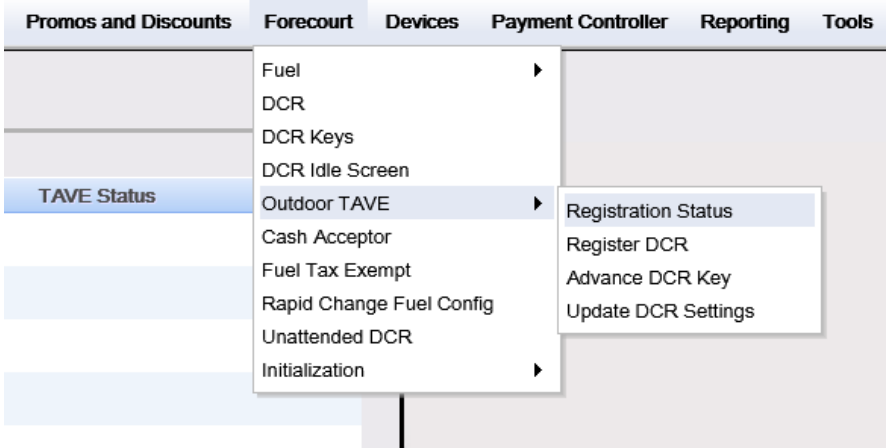 Promos and Discounts Forecourt Devices Payment Controller Reporting Tools
Fuel
DCR
DCR Keys
DCR Idle Screen
TAVE Status
Outdoor TAVE
Registration Status
Cash Acceptor
Register DCR
Fuel Tax Exempt
Advance DCR Key
Rapid Change Fuel Config
Update DCR Settings
Unattended DCR
Initialization